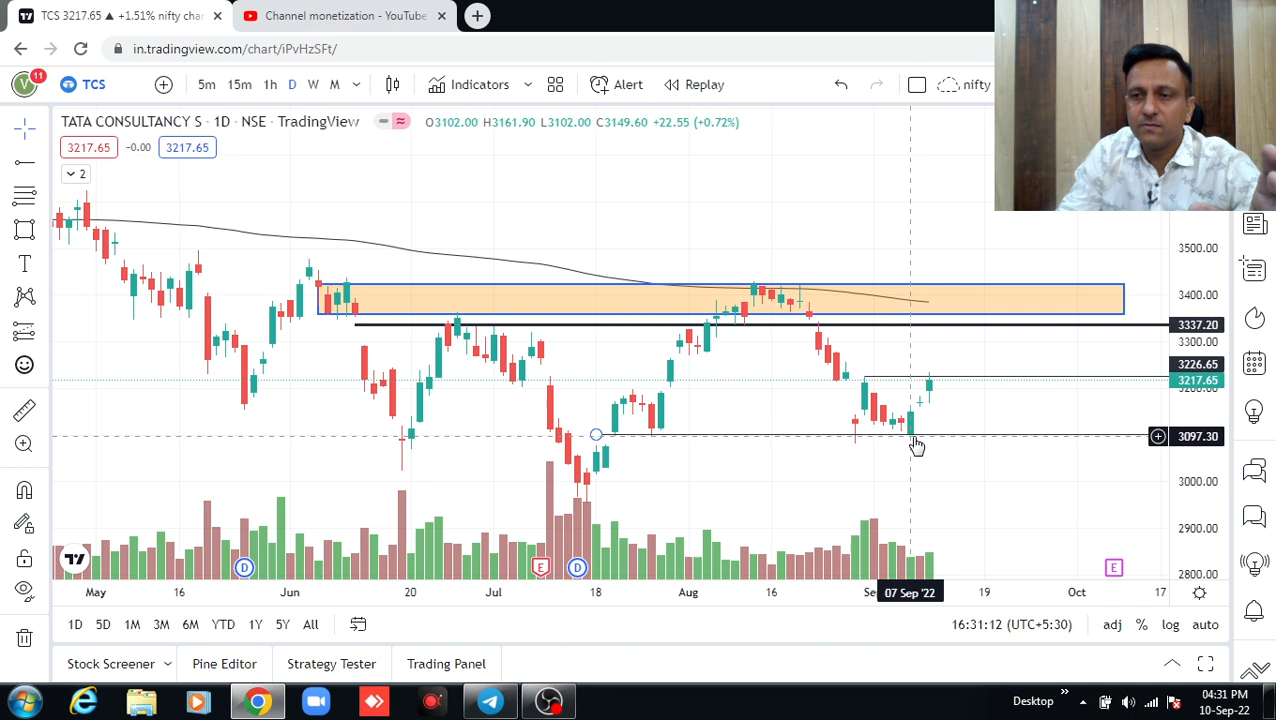 TCS 3217.65 ▲ +1.51% nifty char
Channel monetization - YouTube
in.tradingview.com/chart/iPvHzSFt/
V
11
TCS
5m 15m 1h D W M
Indicators
Alert
Replay
nifty
TATA CONSULTANCY S · 1D · NSE · TradingView
O3102.00 H3161.90 L3102.00 C3149.60 +22.55 (+0.72%)
3217.65 -0.00 3217.65
2
3500.00
3400.00
3337.20
3300.00
3226.65
3217.65
3200.00
3097.30
3000.00
2900.00
2800.00
D
E
D
E
May 16 Jun 20 Jul 18 Aug 16 07 Sep '22 19 Oct 17
1D 5D 1M 3M 6M YTD 1Y 5Y All
16:31:12 (UTC+5:30)
adj % log auto
Stock Screener
Pine Editor
Strategy Tester
Trading Panel
Desktop
04:31 PM
10-Sep-22